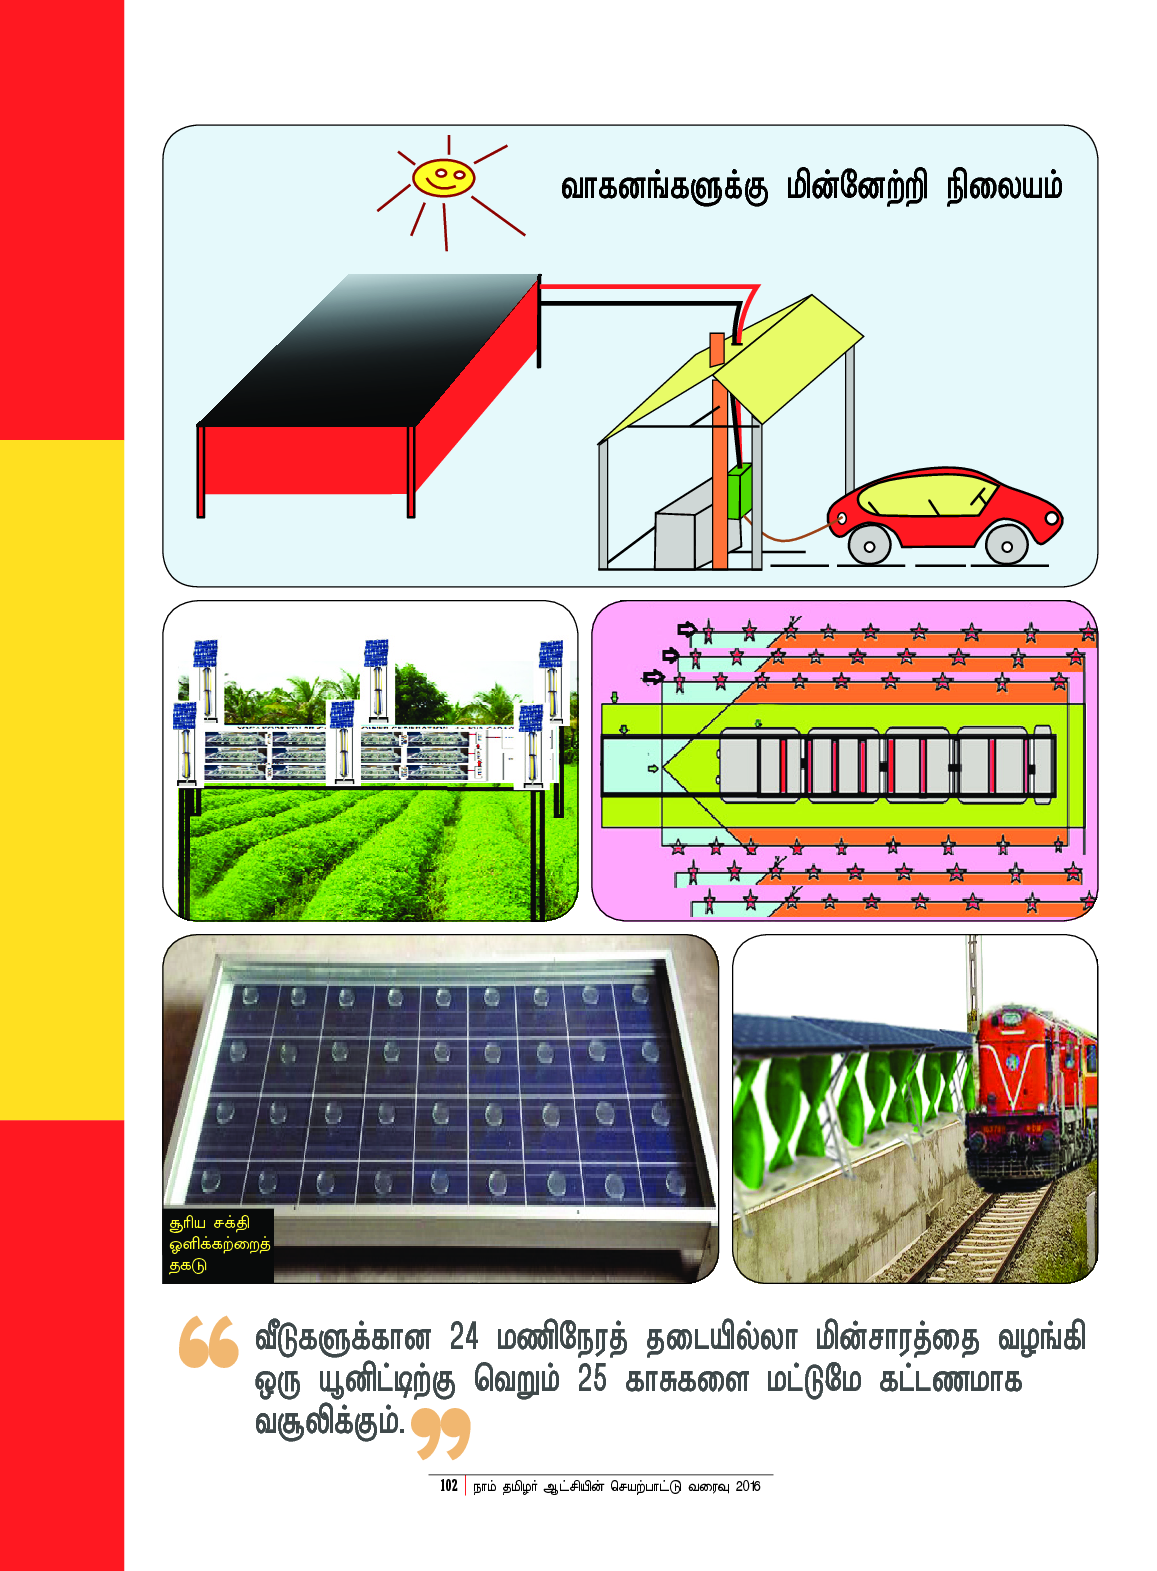 வாகனங்களுக்கு மின்னேற்றி நிலையம்
சூரிய சக்தி
ஒளிக்கற்றைத்
தகடு
“வீடுகளுக்கான 24 மணிநேரத் தடையில்லா மின்சாரத்தை வழங்கி
ஒரு யூனிட்டிற்கு வெறும் 25 காசுகளை மட்டுமே கட்டணமாக
வசூலிக்கும்.”
102 | நாம் தமிழர் ஆட்சியின் செயற்பாட்டு வரைவு 2016